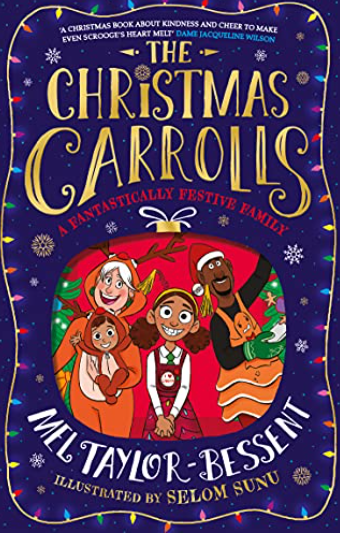 'A CHRISTMAS BOOK ABOUT KINDNESS AND CHEER TO MAKE
EVEN SCROOGE'S HEART MELT' DAME JACQUELINE WILSON
THE
CHRISTMAS
CARROLLS
A FANTASTICALLY FESTIVE FAMILY
MEL TAYLOR-BESSENT
ILLUSTRATED BY SELOM SUNU